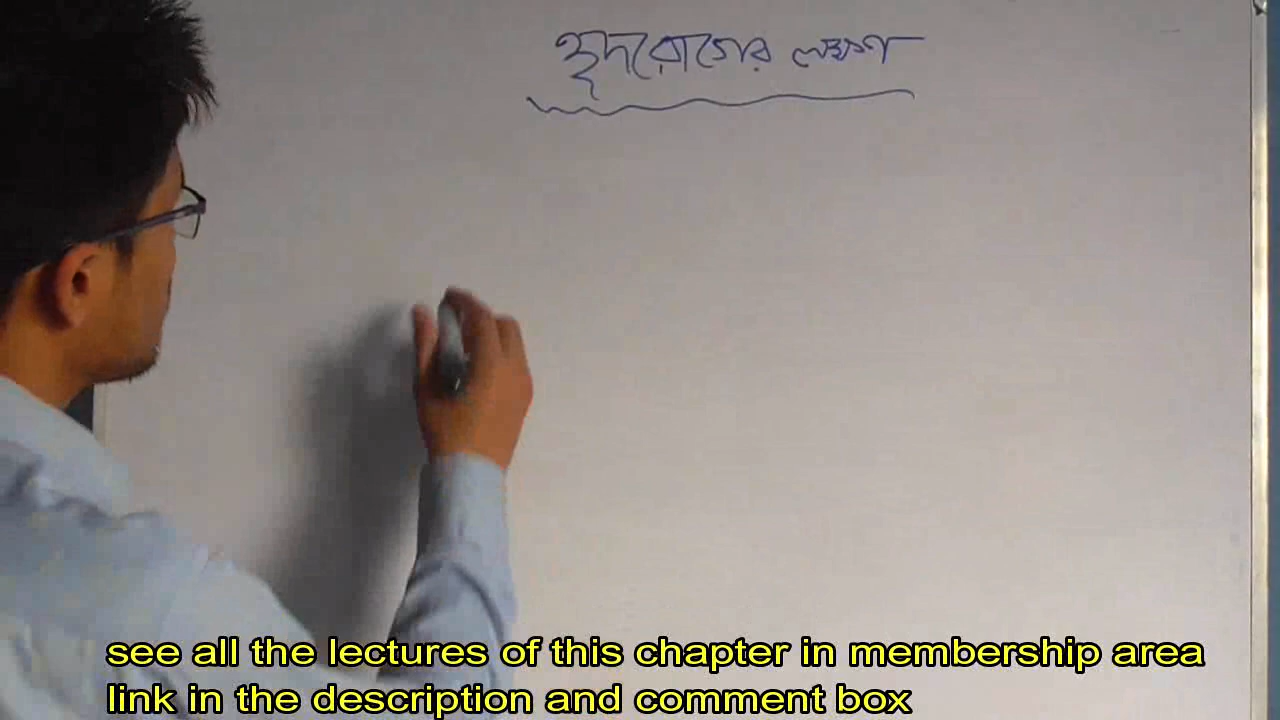 হৃদরোগের লক্ষণ
see all the lectures of this chapter in membership area
link in the description and comment box